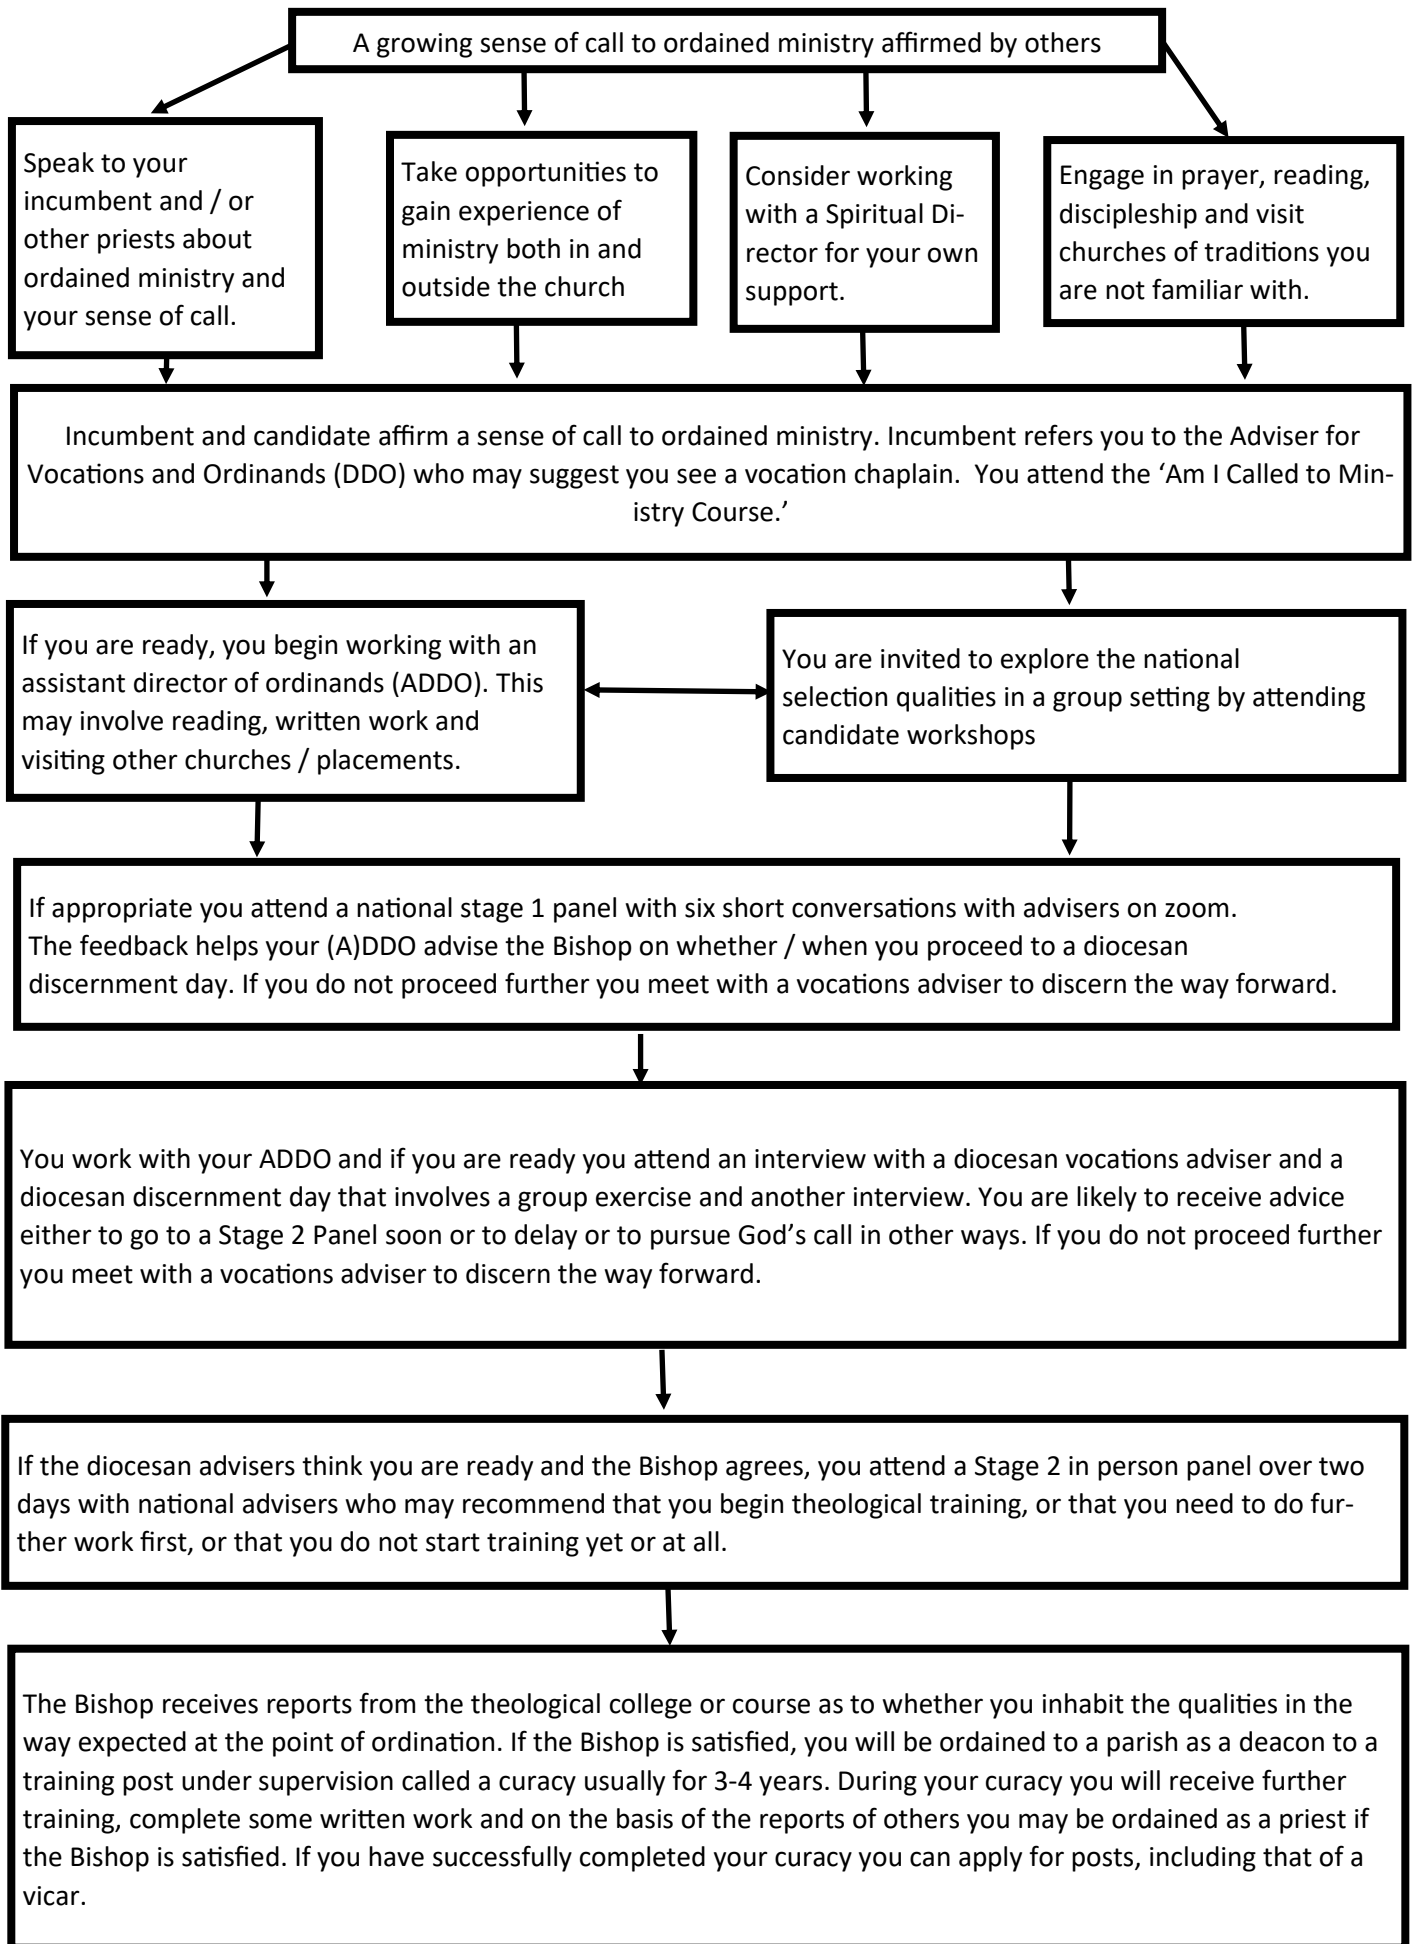 A growing sense of call to ordained ministry affirmed by others
Speak to your
incumbent and / or
other priests about
ordained ministry and
your sense of call.
Take opportunities to
gain experience of
ministry both in and
outside the church
Consider working
with a Spiritual Di-
rector for your own
support.
Engage in prayer, reading,
discipleship and visit
churches of traditions you
are not familiar with.
Incumbent and candidate affirm a sense of call to ordained ministry. Incumbent refers you to the Adviser for
Vocations and Ordinands (DDO) who may suggest you see a vocation chaplain.  You attend the ‘Am I Called to Min-
istry Course.’
If you are ready, you begin working with an
assistant director of ordinands (ADDO). This
may involve reading, written work and
visiting other churches / placements.
You are invited to explore the national
selection qualities in a group setting by attending
candidate workshops
If appropriate you attend a national stage 1 panel with six short conversations with advisers on zoom.
The feedback helps your (A)DDO advise the Bishop on whether / when you proceed to a diocesan
discernment day. If you do not proceed further you meet with a vocations adviser to discern the way forward.
You work with your ADDO and if you are ready you attend an interview with a diocesan vocations adviser and a
diocesan discernment day that involves a group exercise and another interview. You are likely to receive advice
either to go to a Stage 2 Panel soon or to delay or to pursue God’s call in other ways. If you do not proceed further
you meet with a vocations adviser to discern the way forward.
If the diocesan advisers think you are ready and the Bishop agrees, you attend a Stage 2 in person panel over two
days with national advisers who may recommend that you begin theological training, or that you need to do fur-
ther work first, or that you do not start training yet or at all.
The Bishop receives reports from the theological college or course as to whether you inhabit the qualities in the
way expected at the point of ordination. If the Bishop is satisfied, you will be ordained to a parish as a deacon to a
training post under supervision called a curacy usually for 3-4 years. During your curacy you will receive further
training, complete some written work and on the basis of the reports of others you may be ordained as a priest if
the Bishop is satisfied. If you have successfully completed your curacy you can apply for posts, including that of a
vicar.